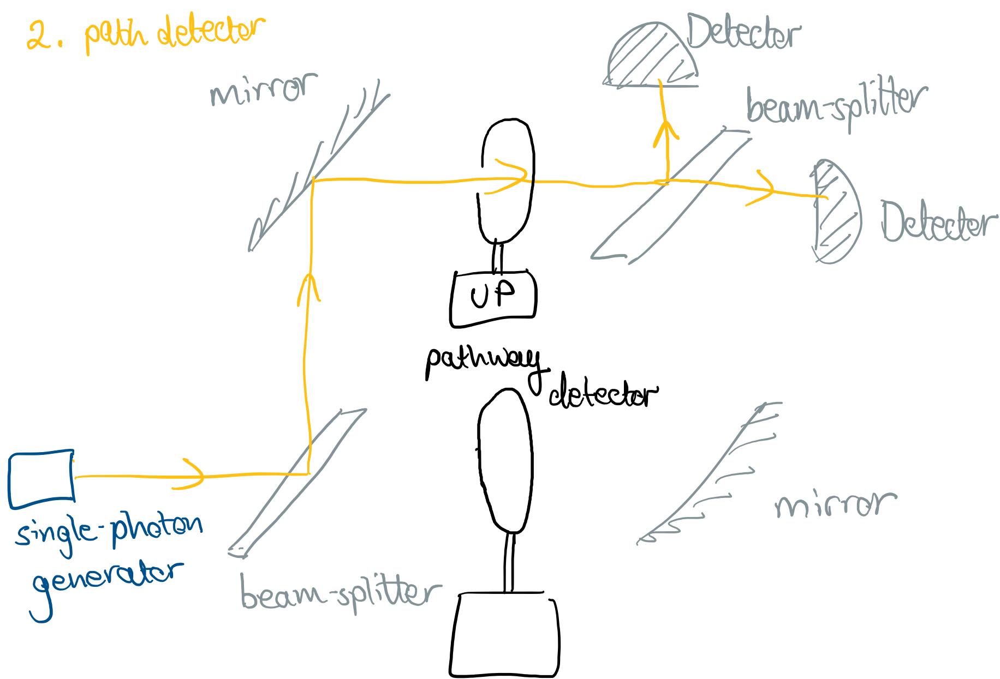 2. path detector
mirror
Detector
beam-splitter
Detector
UP
pathway
detector
single-photon
generator
beam-splitter
mirror